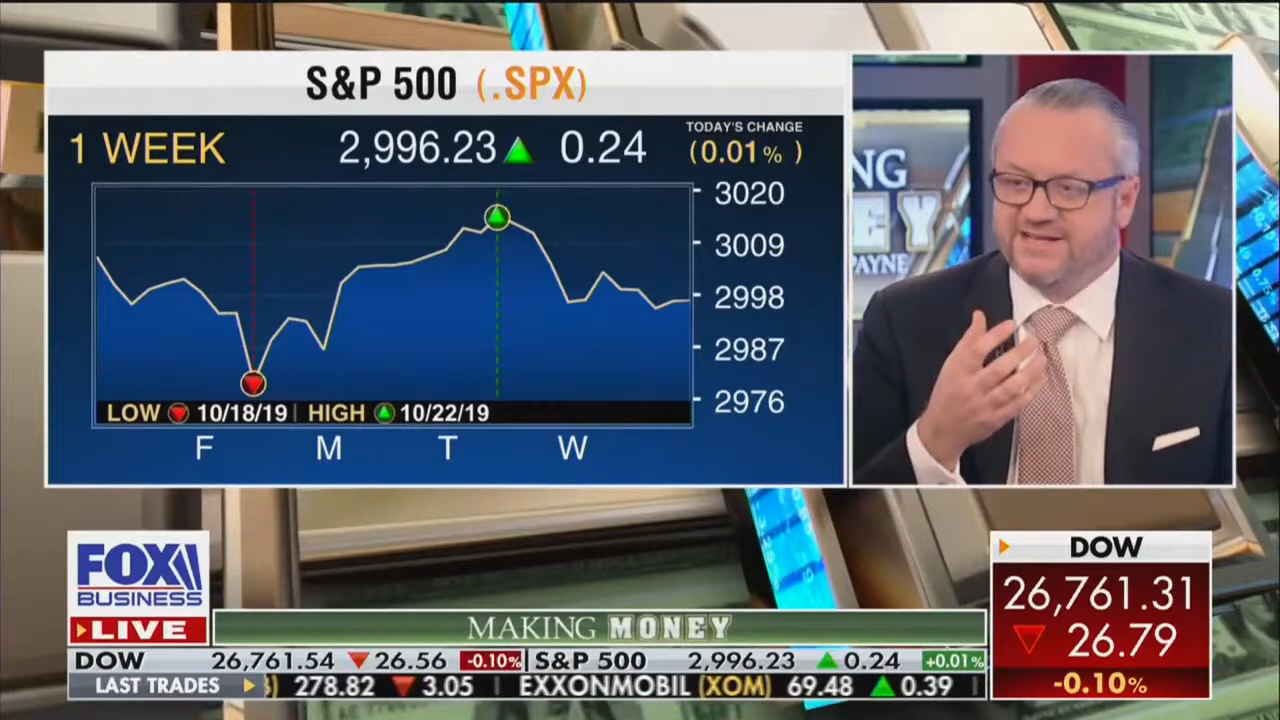 S&P 500 (.SPX)
1 WEEK 2,996.23 ▲ 0.24 TODAY'S CHANGE (0.01 % )
3020
3009
2998
2987
2976
LOW ▼ 10/18/19 | HIGH ▲ 10/22/19
F M T W
NG
EY
PAYNE
FOX
BUSINESS
LIVE
MAKING MONEY
DOW
26,761.31
▼ 26.79
-0.10%
DOW 26,761.54 ▼ 26.56 -0.10% S&P 500 2,996.23 ▲ 0.24 +0.01%
LAST TRADES ) 278.82 ▼ 3.05 | EXXONMOBIL (XOM) 69.48 ▲ 0.39 |